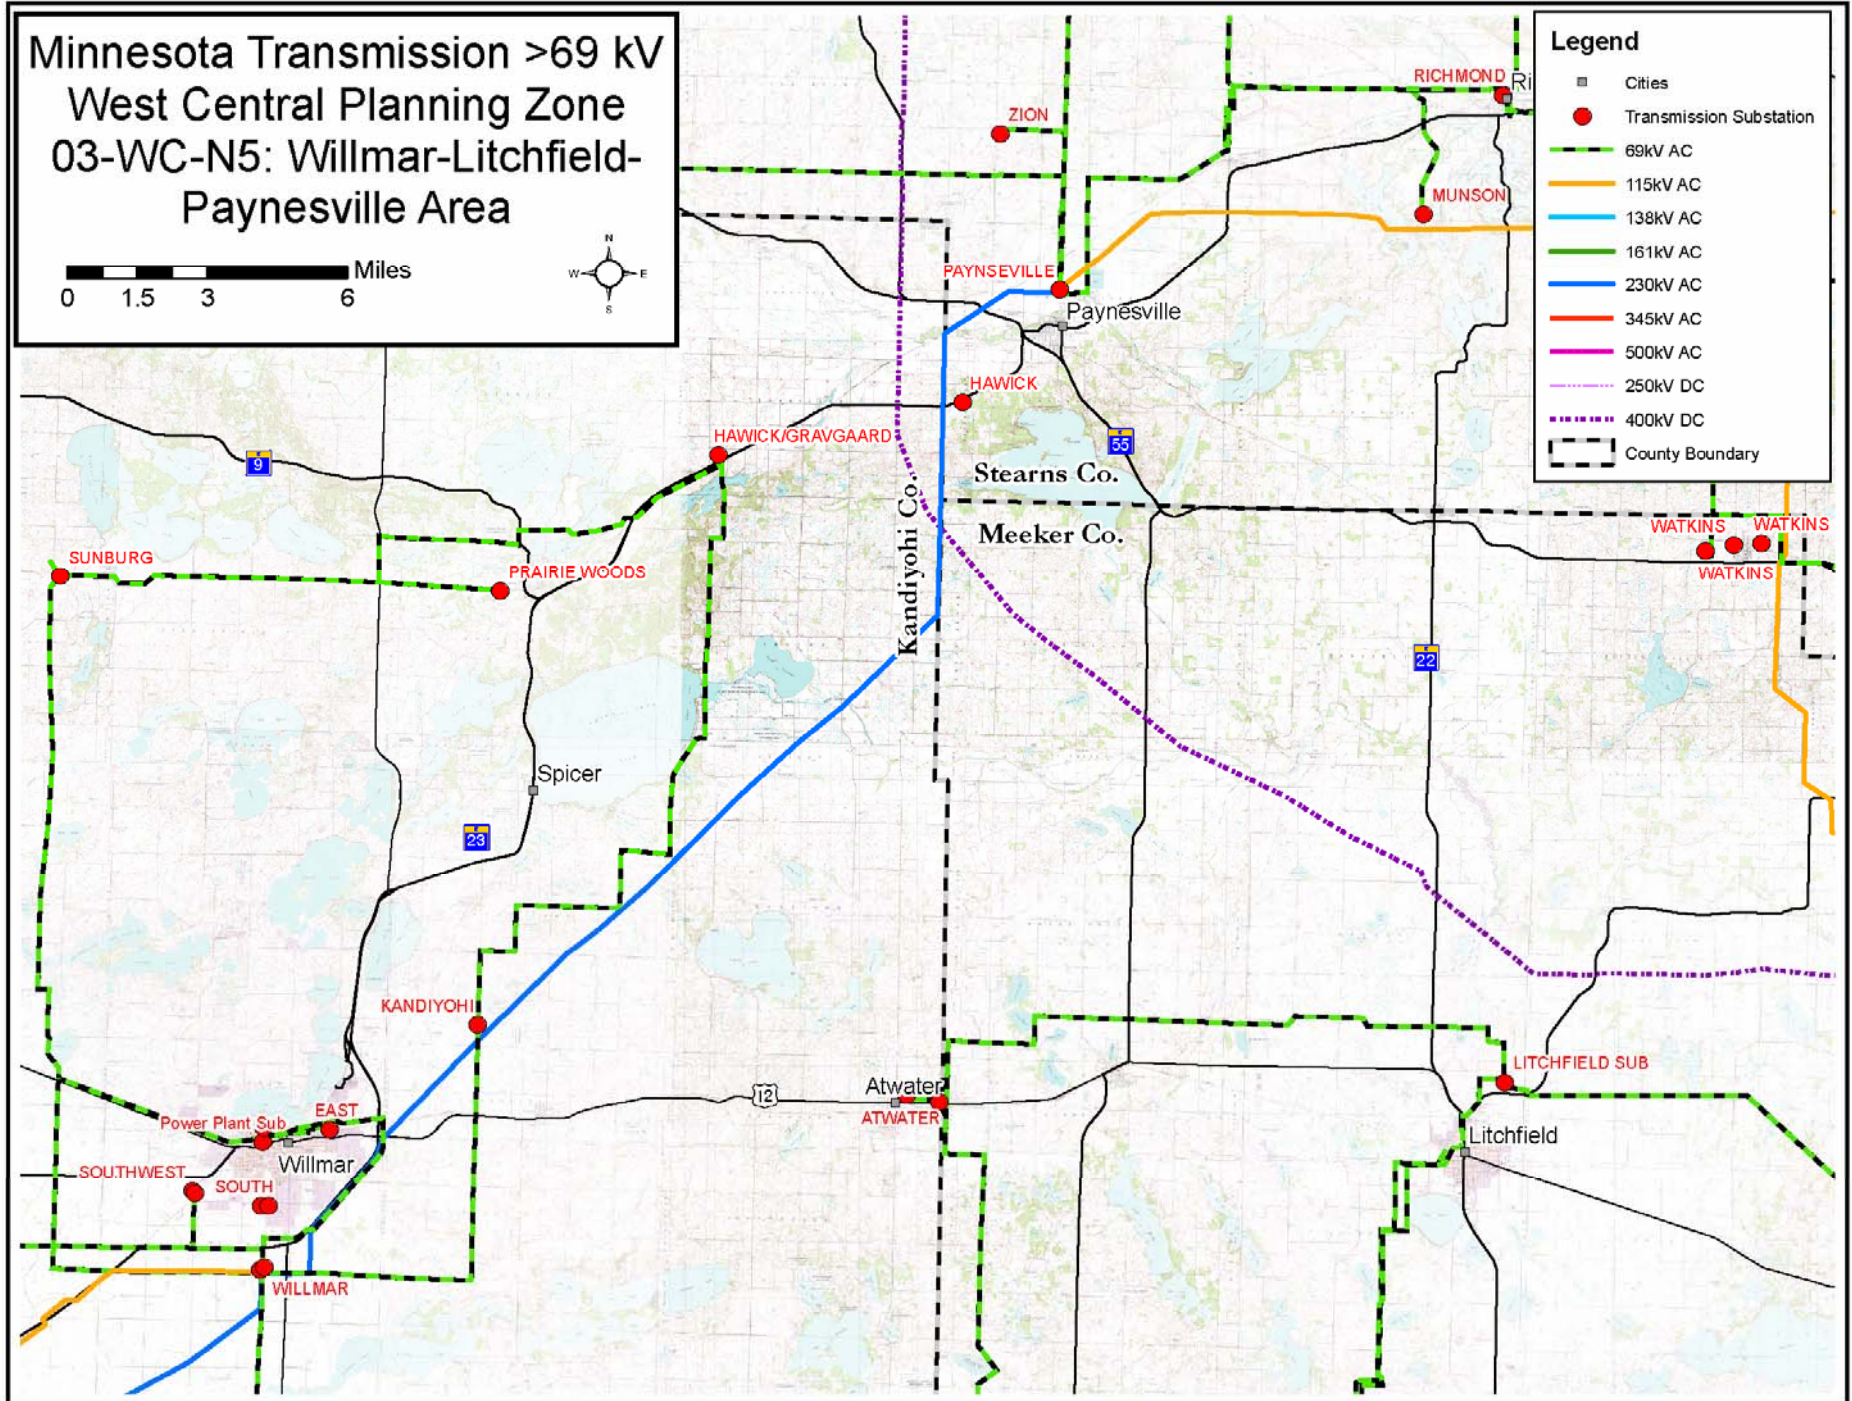 Minnesota Transmission >69 kV
West Central Planning Zone
03-WC-N5: Willmar-Litchfield-
Paynesville Area
Miles
0 1.5 3 6
N
W E
S
Legend
Cities
Transmission Substation
69kV AC
115kV AC
138kV AC
161kV AC
230kV AC
345kV AC
500kV AC
250kV DC
400kV DC
County Boundary
RICHMOND
Ri
ZION
MUNSON
PAYNSEVILLE
Paynesville
HAWICK
HAWICK/GRAVGAARD
55
9
Stearns Co.
Meeker Co.
Kandiyohi Co.
WATKINS
WATKINS
WATKINS
SUNBURG
PRAIRIE WOODS
22
Spicer
23
KANDIYOHI
LITCHFIELD SUB
Atwater
12
ATWATER
Power Plant Sub
EAST
Litchfield
Willmar
SOUTHWEST
SOUTH
WILLMAR